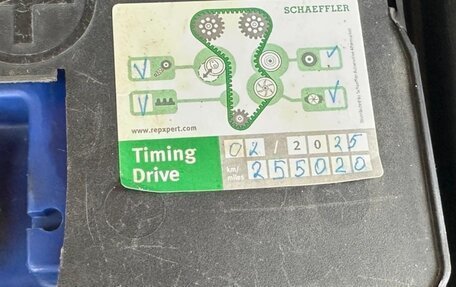 SCHAEFFLER
www.repxpert.com
Timing Drive
02/2025
km/miles 255020